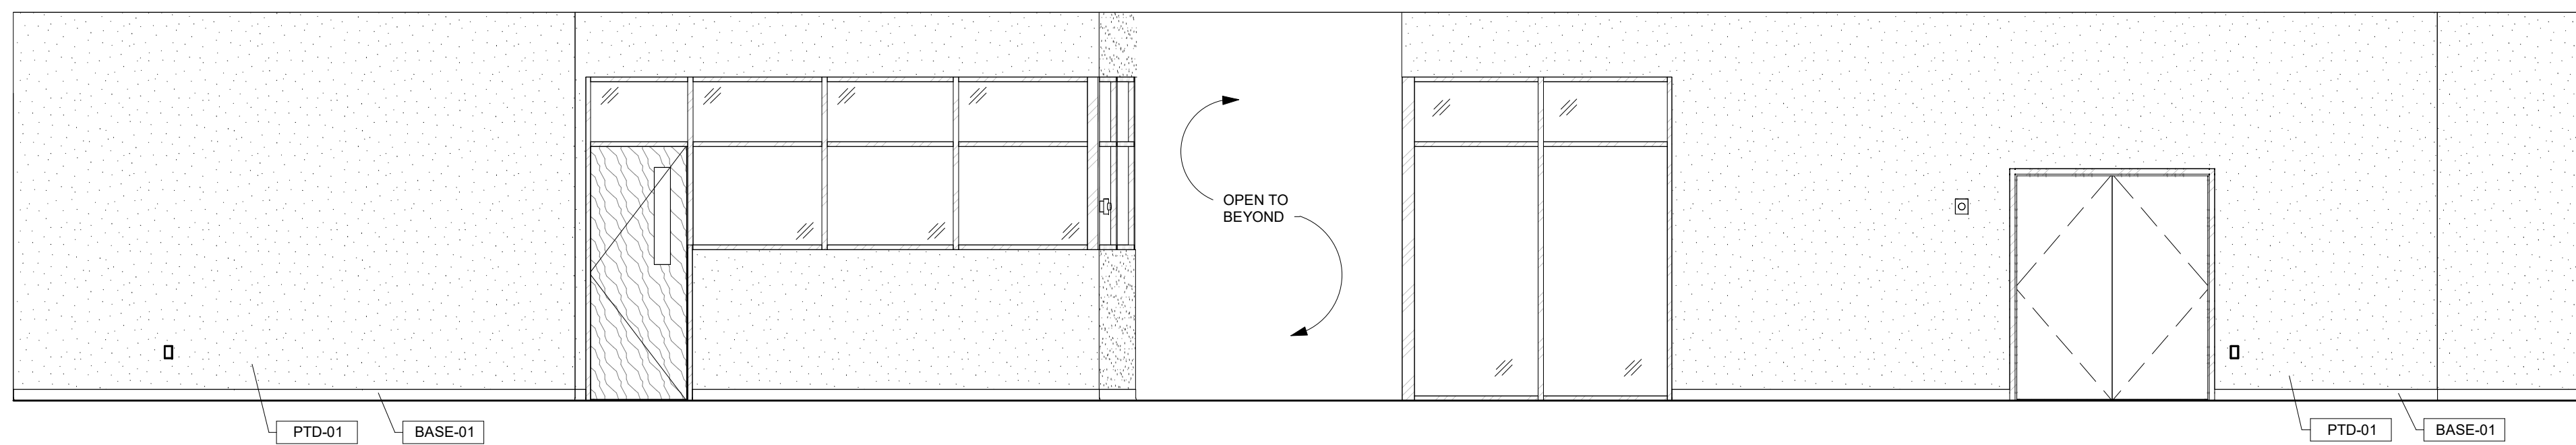 OPEN TO
BEYOND
PTD-01
BASE-01
PTD-01
BASE-01